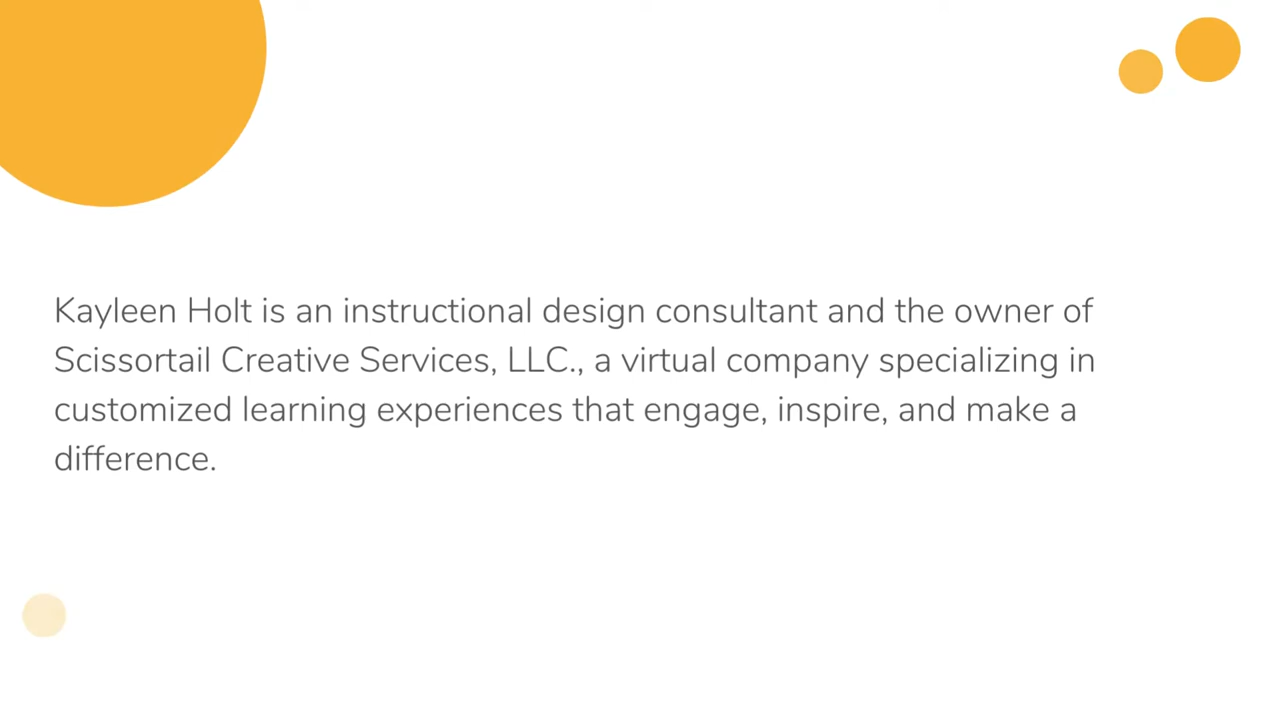 Kayleen Holt is an instructional design consultant and the owner of
Scissortail Creative Services, LLC., a virtual company specializing in
customized learning experiences that engage, inspire, and make a
difference.